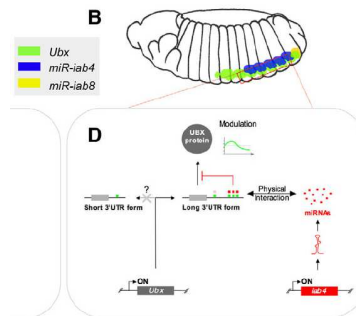 B
Ubx
miR-iab4
miR-iab8
D
UBX
protein
Modulation
?
Short 3'UTR form
Long 3'UTR form
Physical
interaction
miRNAs
ON
Ubx
ON
iab4